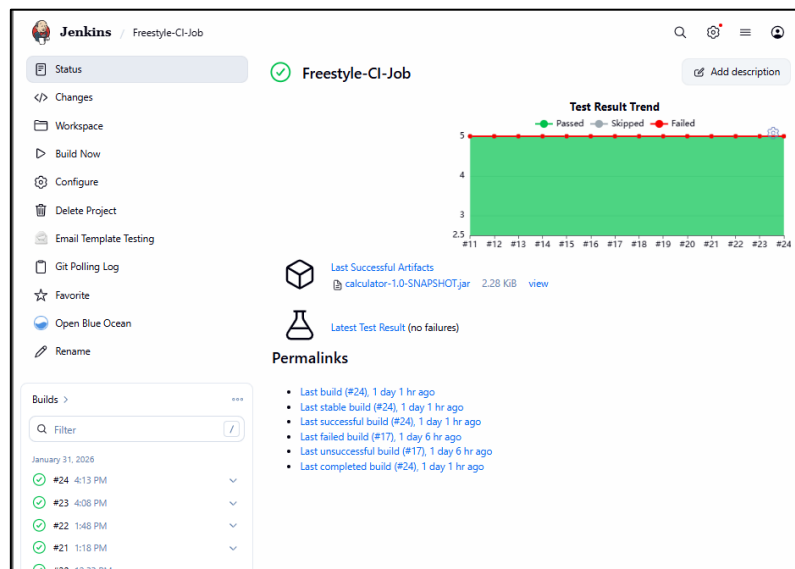 Jenkins / Freestyle-CI-Job
Status
Changes
Workspace
Build Now
Configure
Delete Project
Email Template Testing
Git Polling Log
Favorite
Open Blue Ocean
Rename
Builds >
Filter /
January 31, 2026
#24 4:13 PM
#23 4:08 PM
#22 1:48 PM
#21 1:18 PM
Freestyle-CI-Job
Add description
Test Result Trend
Passed Skipped Failed
5
4
3
2.5
#11 #12 #13 #14 #15 #16 #17 #18 #19 #20 #21 #22 #23 #24
Last Successful Artifacts
calculator-1.0-SNAPSHOT.jar 2.28 KiB view
Latest Test Result (no failures)
Permalinks
Last build (#24), 1 day 1 hr ago
Last stable build (#24), 1 day 1 hr ago
Last successful build (#24), 1 day 1 hr ago
Last failed build (#17), 1 day 6 hr ago
Last unsuccessful build (#17), 1 day 6 hr ago
Last completed build (#24), 1 day 1 hr ago